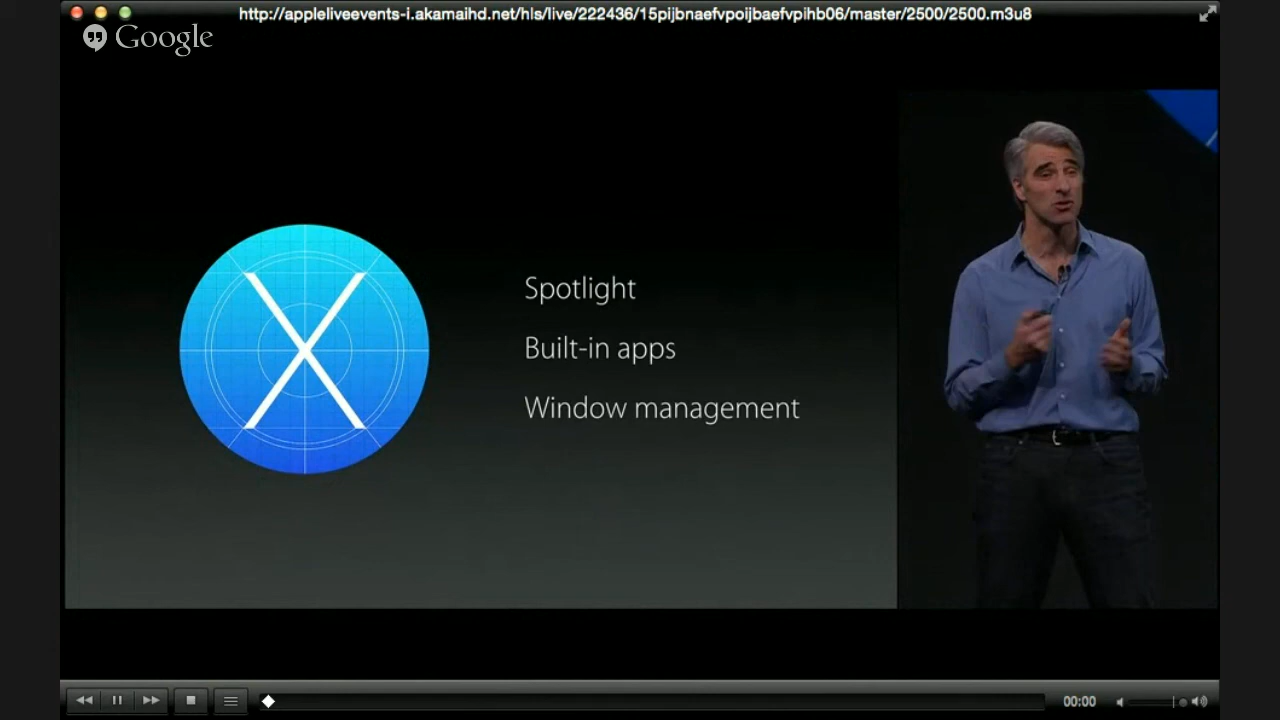 http://appleliveevents-i.akamaihd.net/hls/live/222436/15pijbnaefvpoijbaefvpihb06/master/2500/2500.m3u8
Google
X
Spotlight
Built-in apps
Window management
00:00